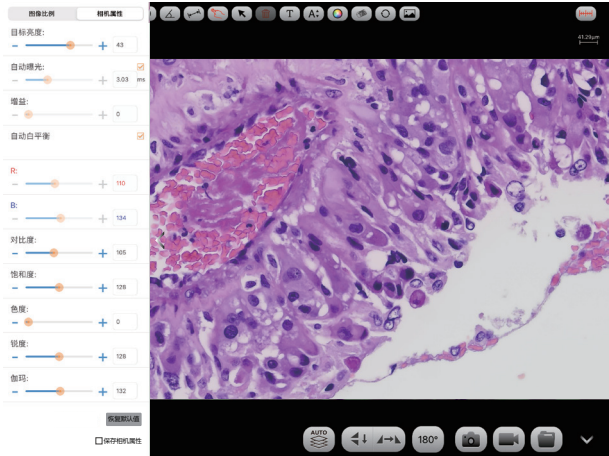 图像比例 相机属性
目标亮度:
43
自动曝光:
3.03 ms
增益:
0
自动白平衡
R:
110
B:
134
对比度:
165
饱和度:
128
色度:
0
锐度:
128
伽玛:
132
恢复默认值
保存相机属性
T A
41.29μm
AUTO
180°